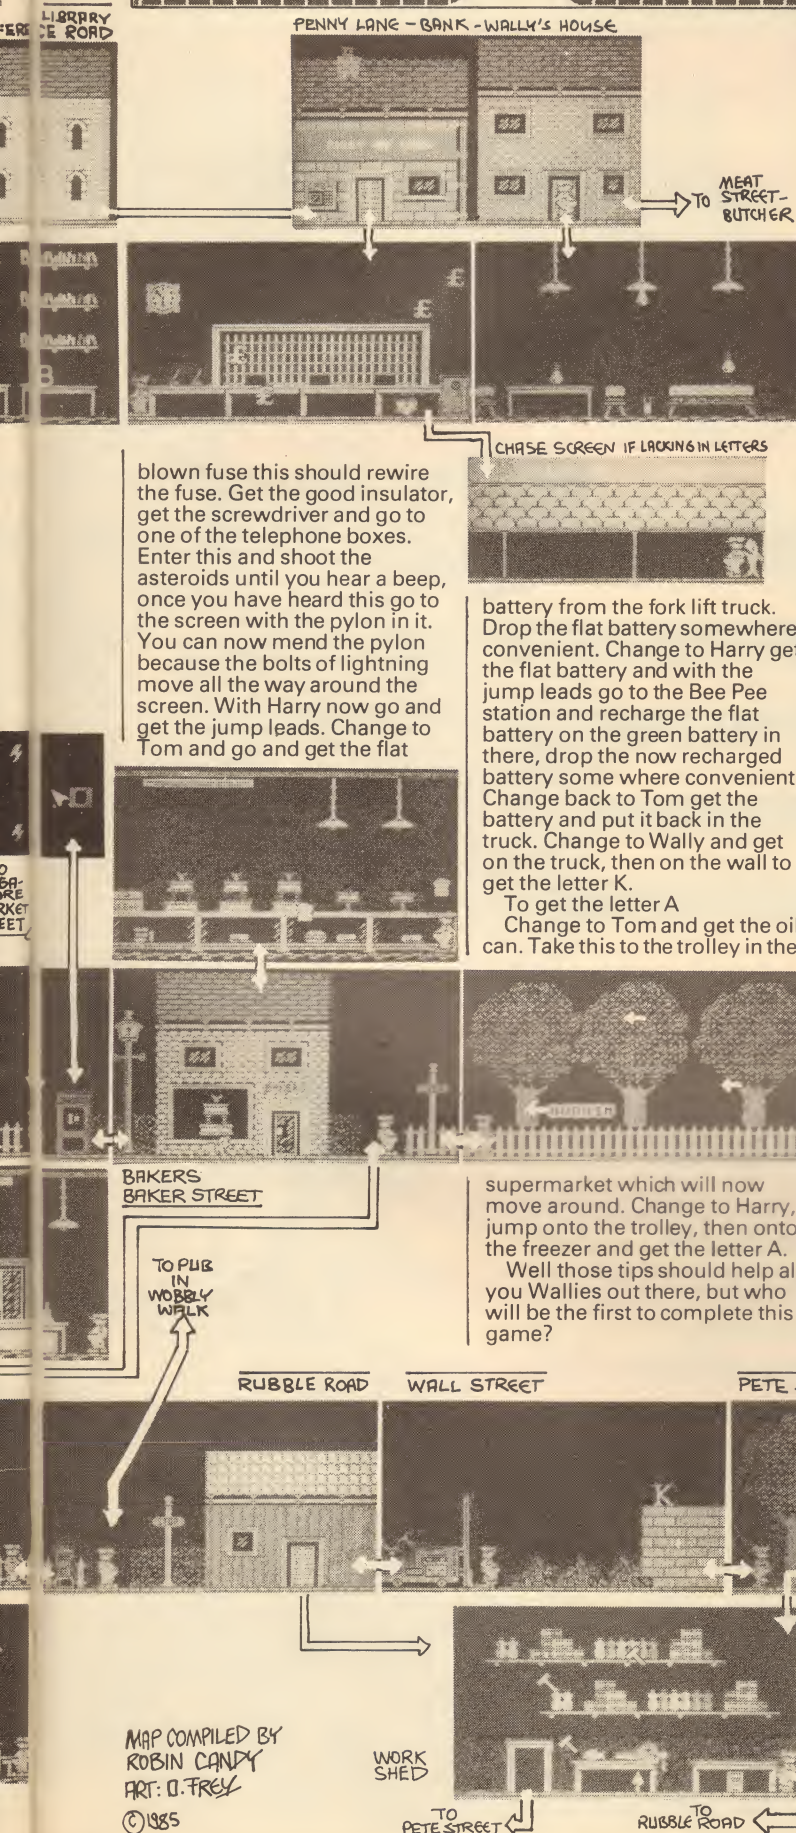 LIBRARY
ROAD
PENNY LANE - BANK - WALLY'S HOUSE
TO MEAT
STREET-
BUTCHER
B
£
£
£
£
CHASE SCREEN IF LACKING IN LETTERS
blown fuse this should rewire
the fuse. Get the good insulator,
get the screwdriver and go to
one of the telephone boxes.
Enter this and shoot the
asteroids until you hear a beep,
once you have heard this go to
the screen with the pylon in it.
You can now mend the pylon
because the bolts of lightning
move all the way around the
screen. With Harry now go and
get the jump leads. Change to
Tom and go and get the flat
battery from the fork lift truck.
Drop the flat battery somewhere
convenient. Change to Harry get
the flat battery and with the
jump leads go to the Bee Pee
station and recharge the flat
battery on the green battery in
there, drop the now recharged
battery some where convenient
Change back to Tom get the
battery and put it back in the
truck. Change to Wally and get
on the truck, then on the wall to
get the letter K.
To get the letter A
Change to Tom and get the oil
can. Take this to the trolley in the
BAKERS
BAKER STREET
supermarket which will now
move around. Change to Harry,
jump onto the trolley, then onto
the freezer and get the letter A.
Well those tips should help al
you Wallies out there, but who
will be the first to complete this
game?
TO PUB
IN
WOBBLY
WALK
RUBBLE ROAD
WALL STREET
PETE
K
MAP COMPILED BY
ROBIN CANDY
ART: O. FREY
© 1985
WORK
SHED
TO
PETE STREET
TO
RUBBLE ROAD